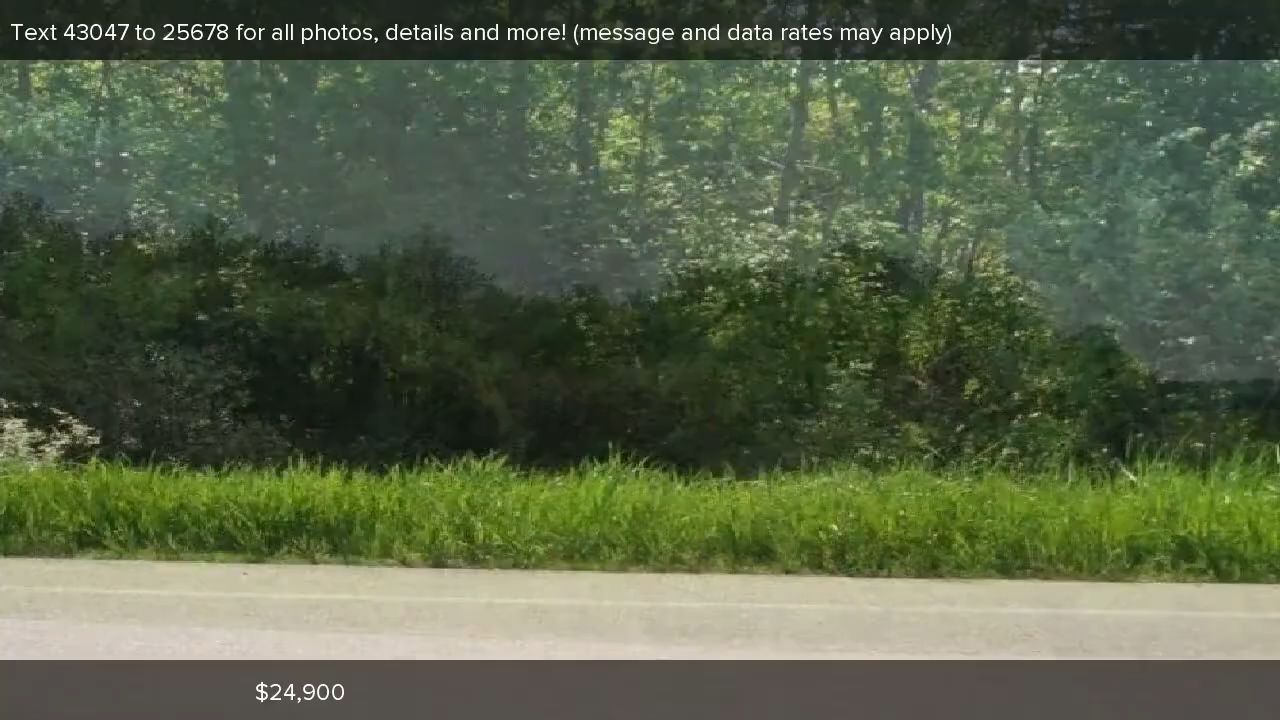 Text 43047 to 25678 for all photos, details and more! (message and data rates may apply)
$24,900